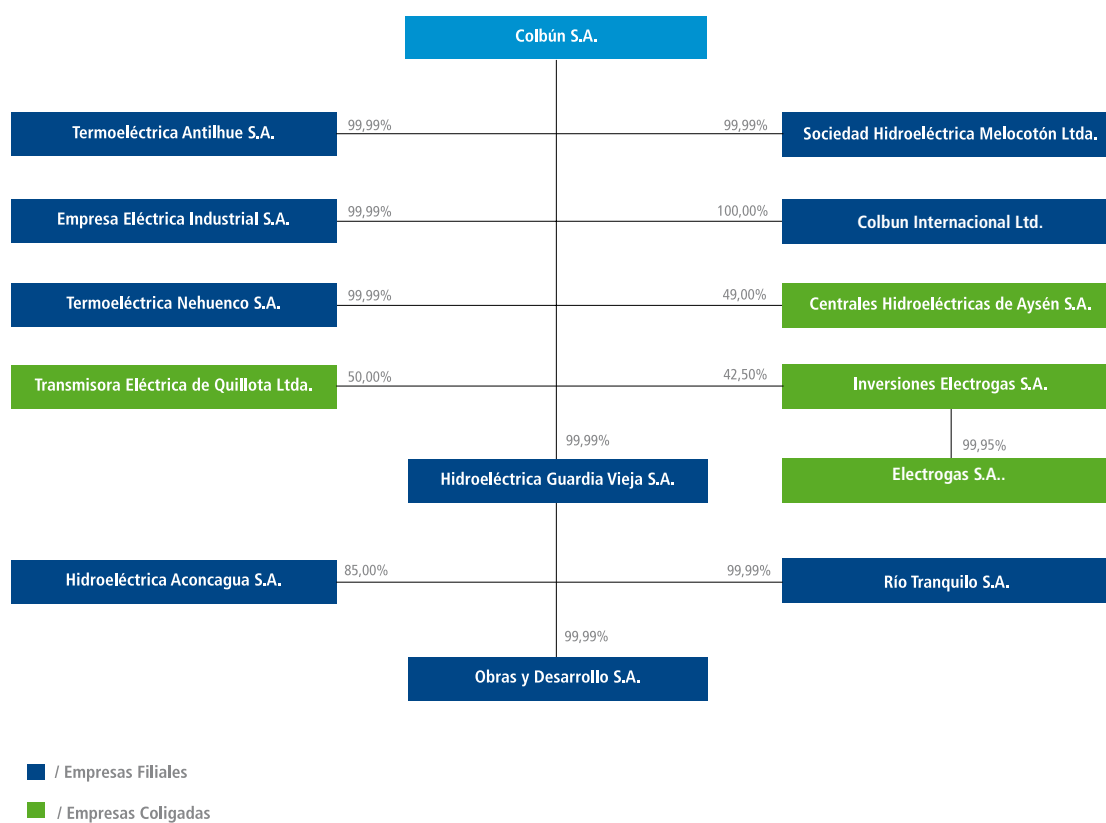 Colbún S.A.
Termoeléctrica Antilhue S.A.
99,99%
99,99%
Sociedad Hidroeléctrica Melocotón Ltda.
Empresa Eléctrica Industrial S.A.
99,99%
100,00%
Colbun Internacional Ltd.
Termoeléctrica Nehuenco S.A.
99,99%
49,00%
Centrales Hidroeléctricas de Aysén S.A.
Transmisora Eléctrica de Quillota Ltda.
50,00%
42,50%
Inversiones Electrogas S.A.
99,99%
99,95%
Hidroeléctrica Guardia Vieja S.A.
Electrogas S.A..
Hidroeléctrica Aconcagua S.A.
85,00%
99,99%
Río Tranquilo S.A.
99,99%
Obras y Desarrollo S.A.
/ Empresas Filiales
/ Empresas Coligadas